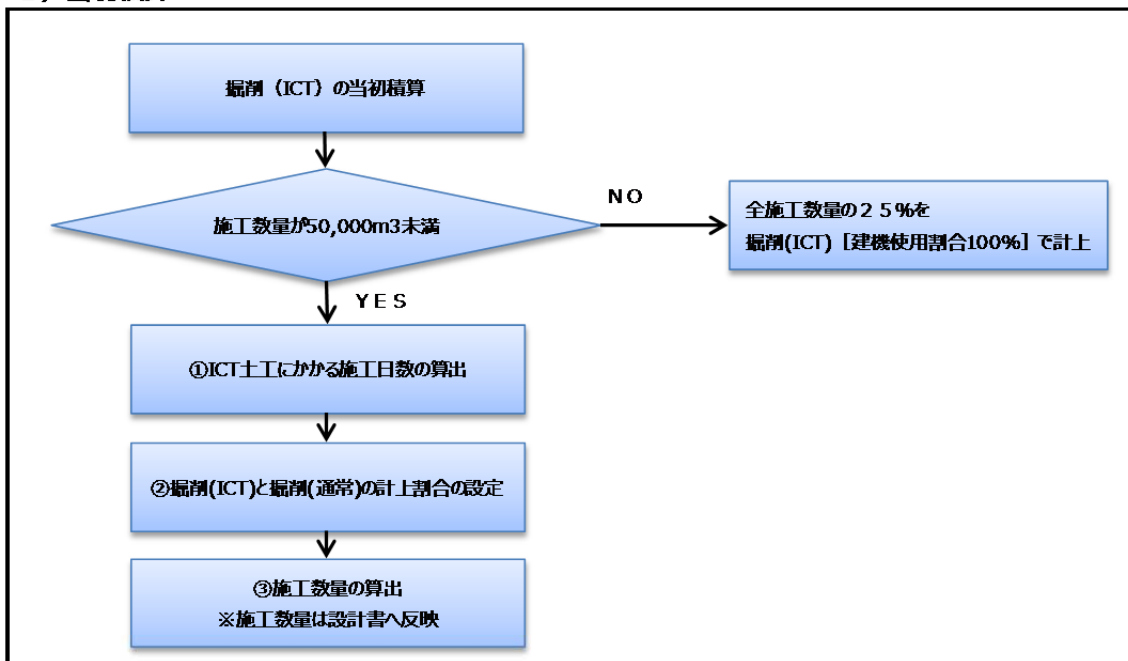 掘削（ICT）の当初積算
施工数量が50,000m3未満
ＮＯ
全施工数量の２５％を
掘削(ICT)［建機使用割合100%］で計上
ＹＥＳ
①ICT土工にかかる施工日数の算出
②掘削(ICT)と掘削(通常)の計上割合の設定
③施工数量の算出
※施工数量は設計書へ反映